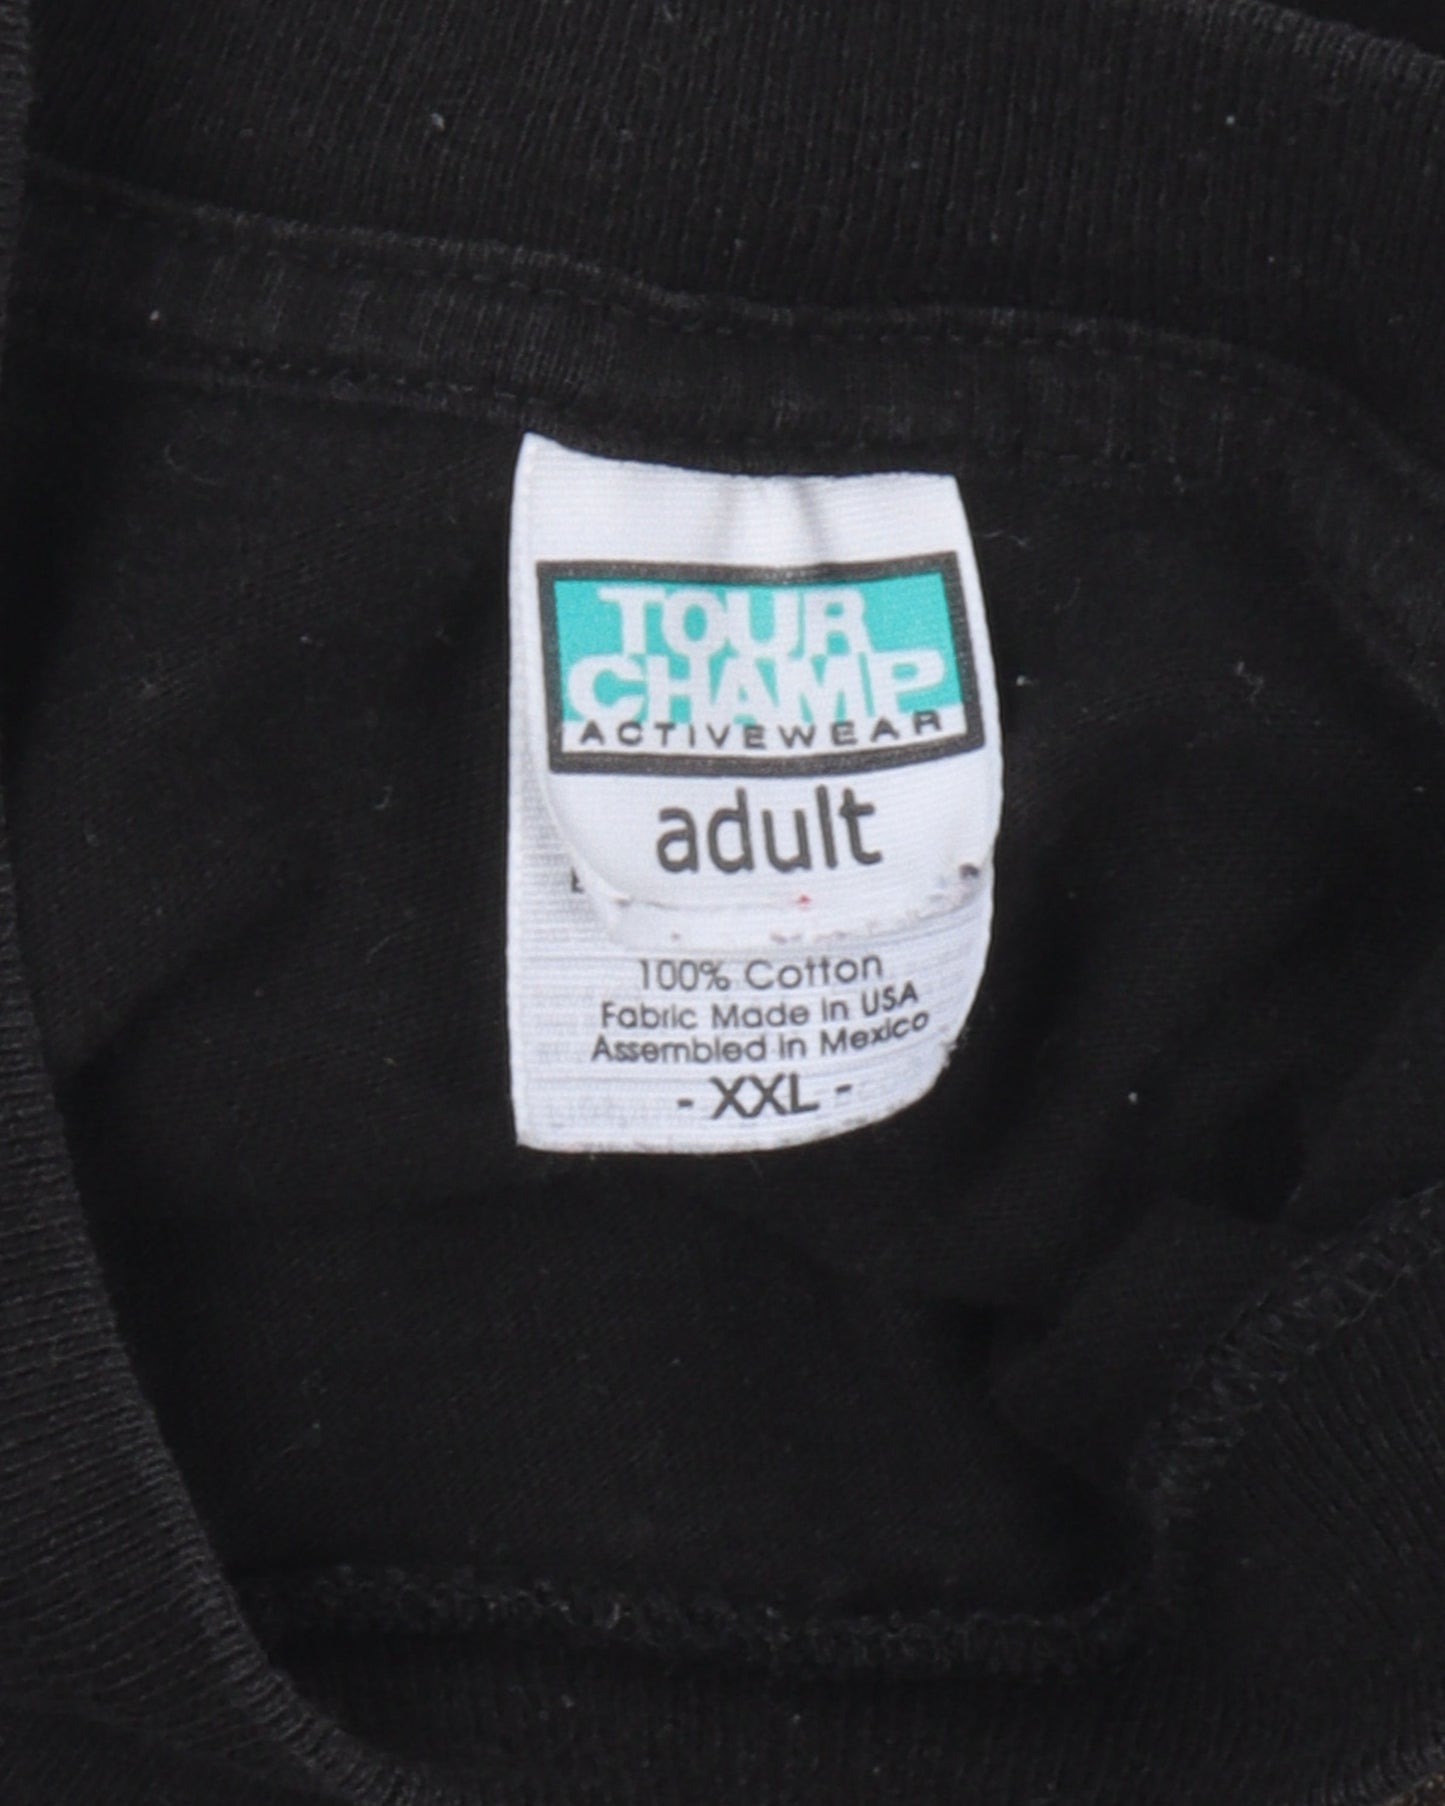 TOUR
CHAMP
ACTIVEWEAR
adult
100% Cotton
Fabric Made in USA
Assembled in Mexico
- XXL -